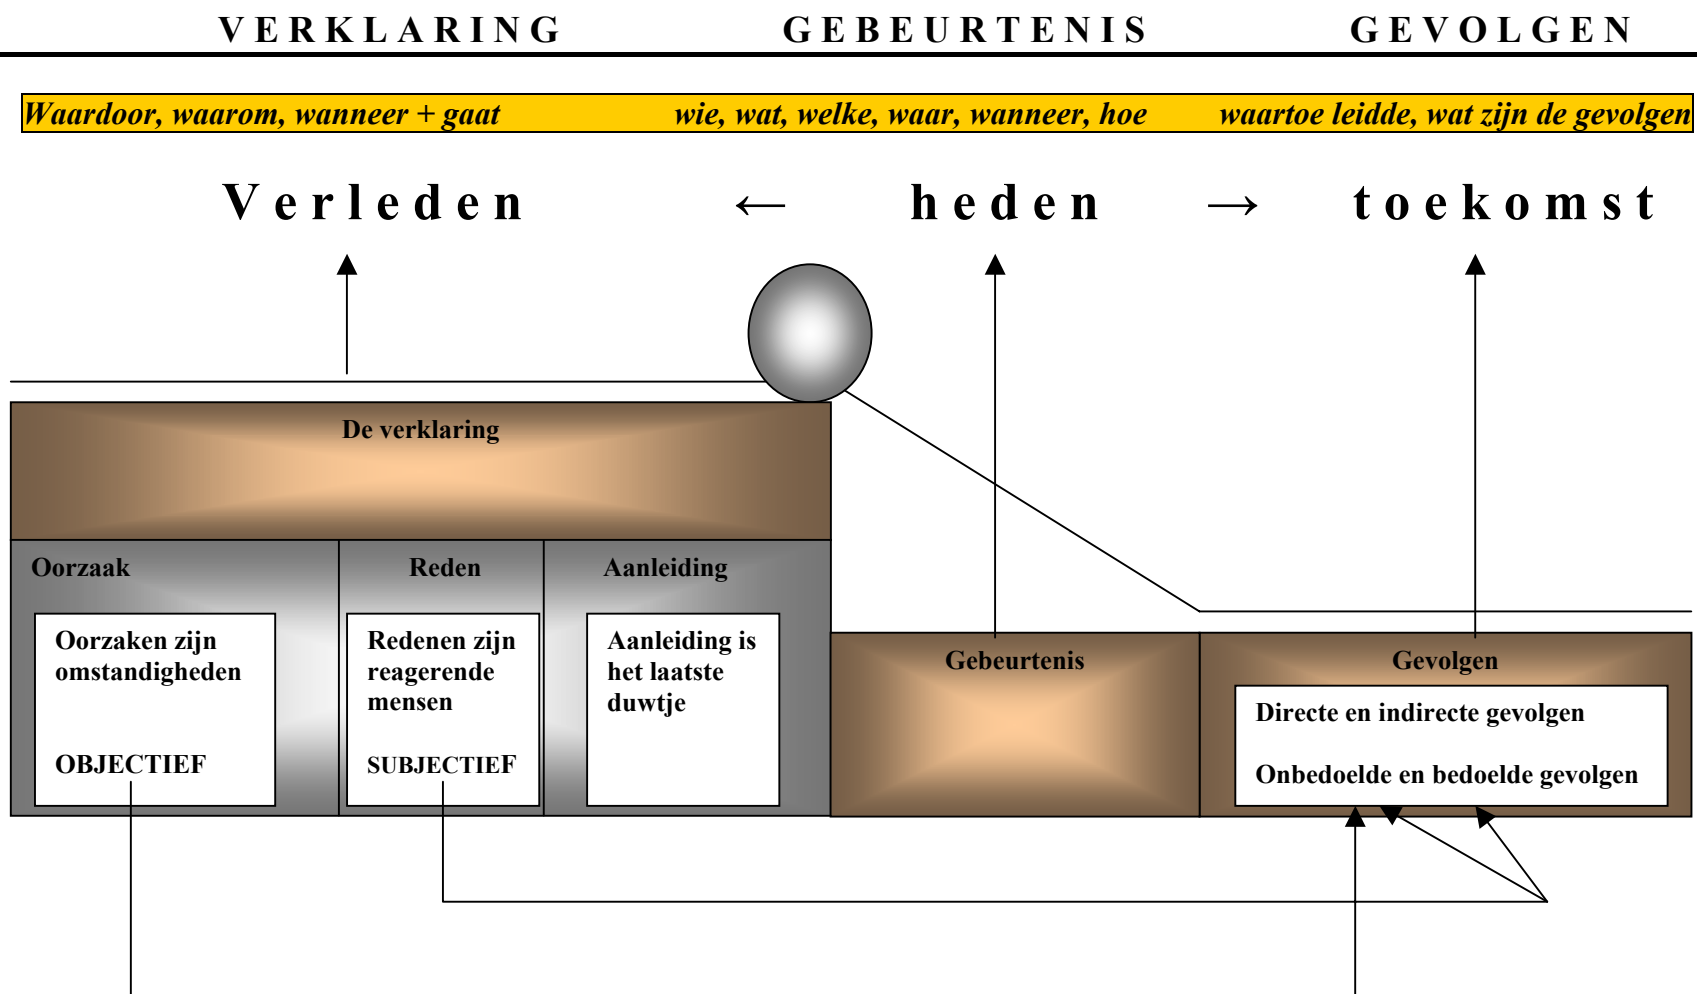 VERKLARING GEBEURTENIS GEVOLGEN
Waardoor, waarom, wanneer + gaat wie, wat, welke, waar, wanneer, hoe waartoe leidde, wat zijn de gevolgen
Verleden ← heden → toekomst
De verklaring
Oorzaak
Oorzaken zijn
omstandigheden
OBJECTIEF
Reden
Redenen zijn
reagerende
mensen
SUBJECTIEF
Aanleiding
Aanleiding is
het laatste
duwtje
Gebeurtenis
Gevolgen
Directe en indirecte gevolgen
Onbedoelde en bedoelde gevolgen